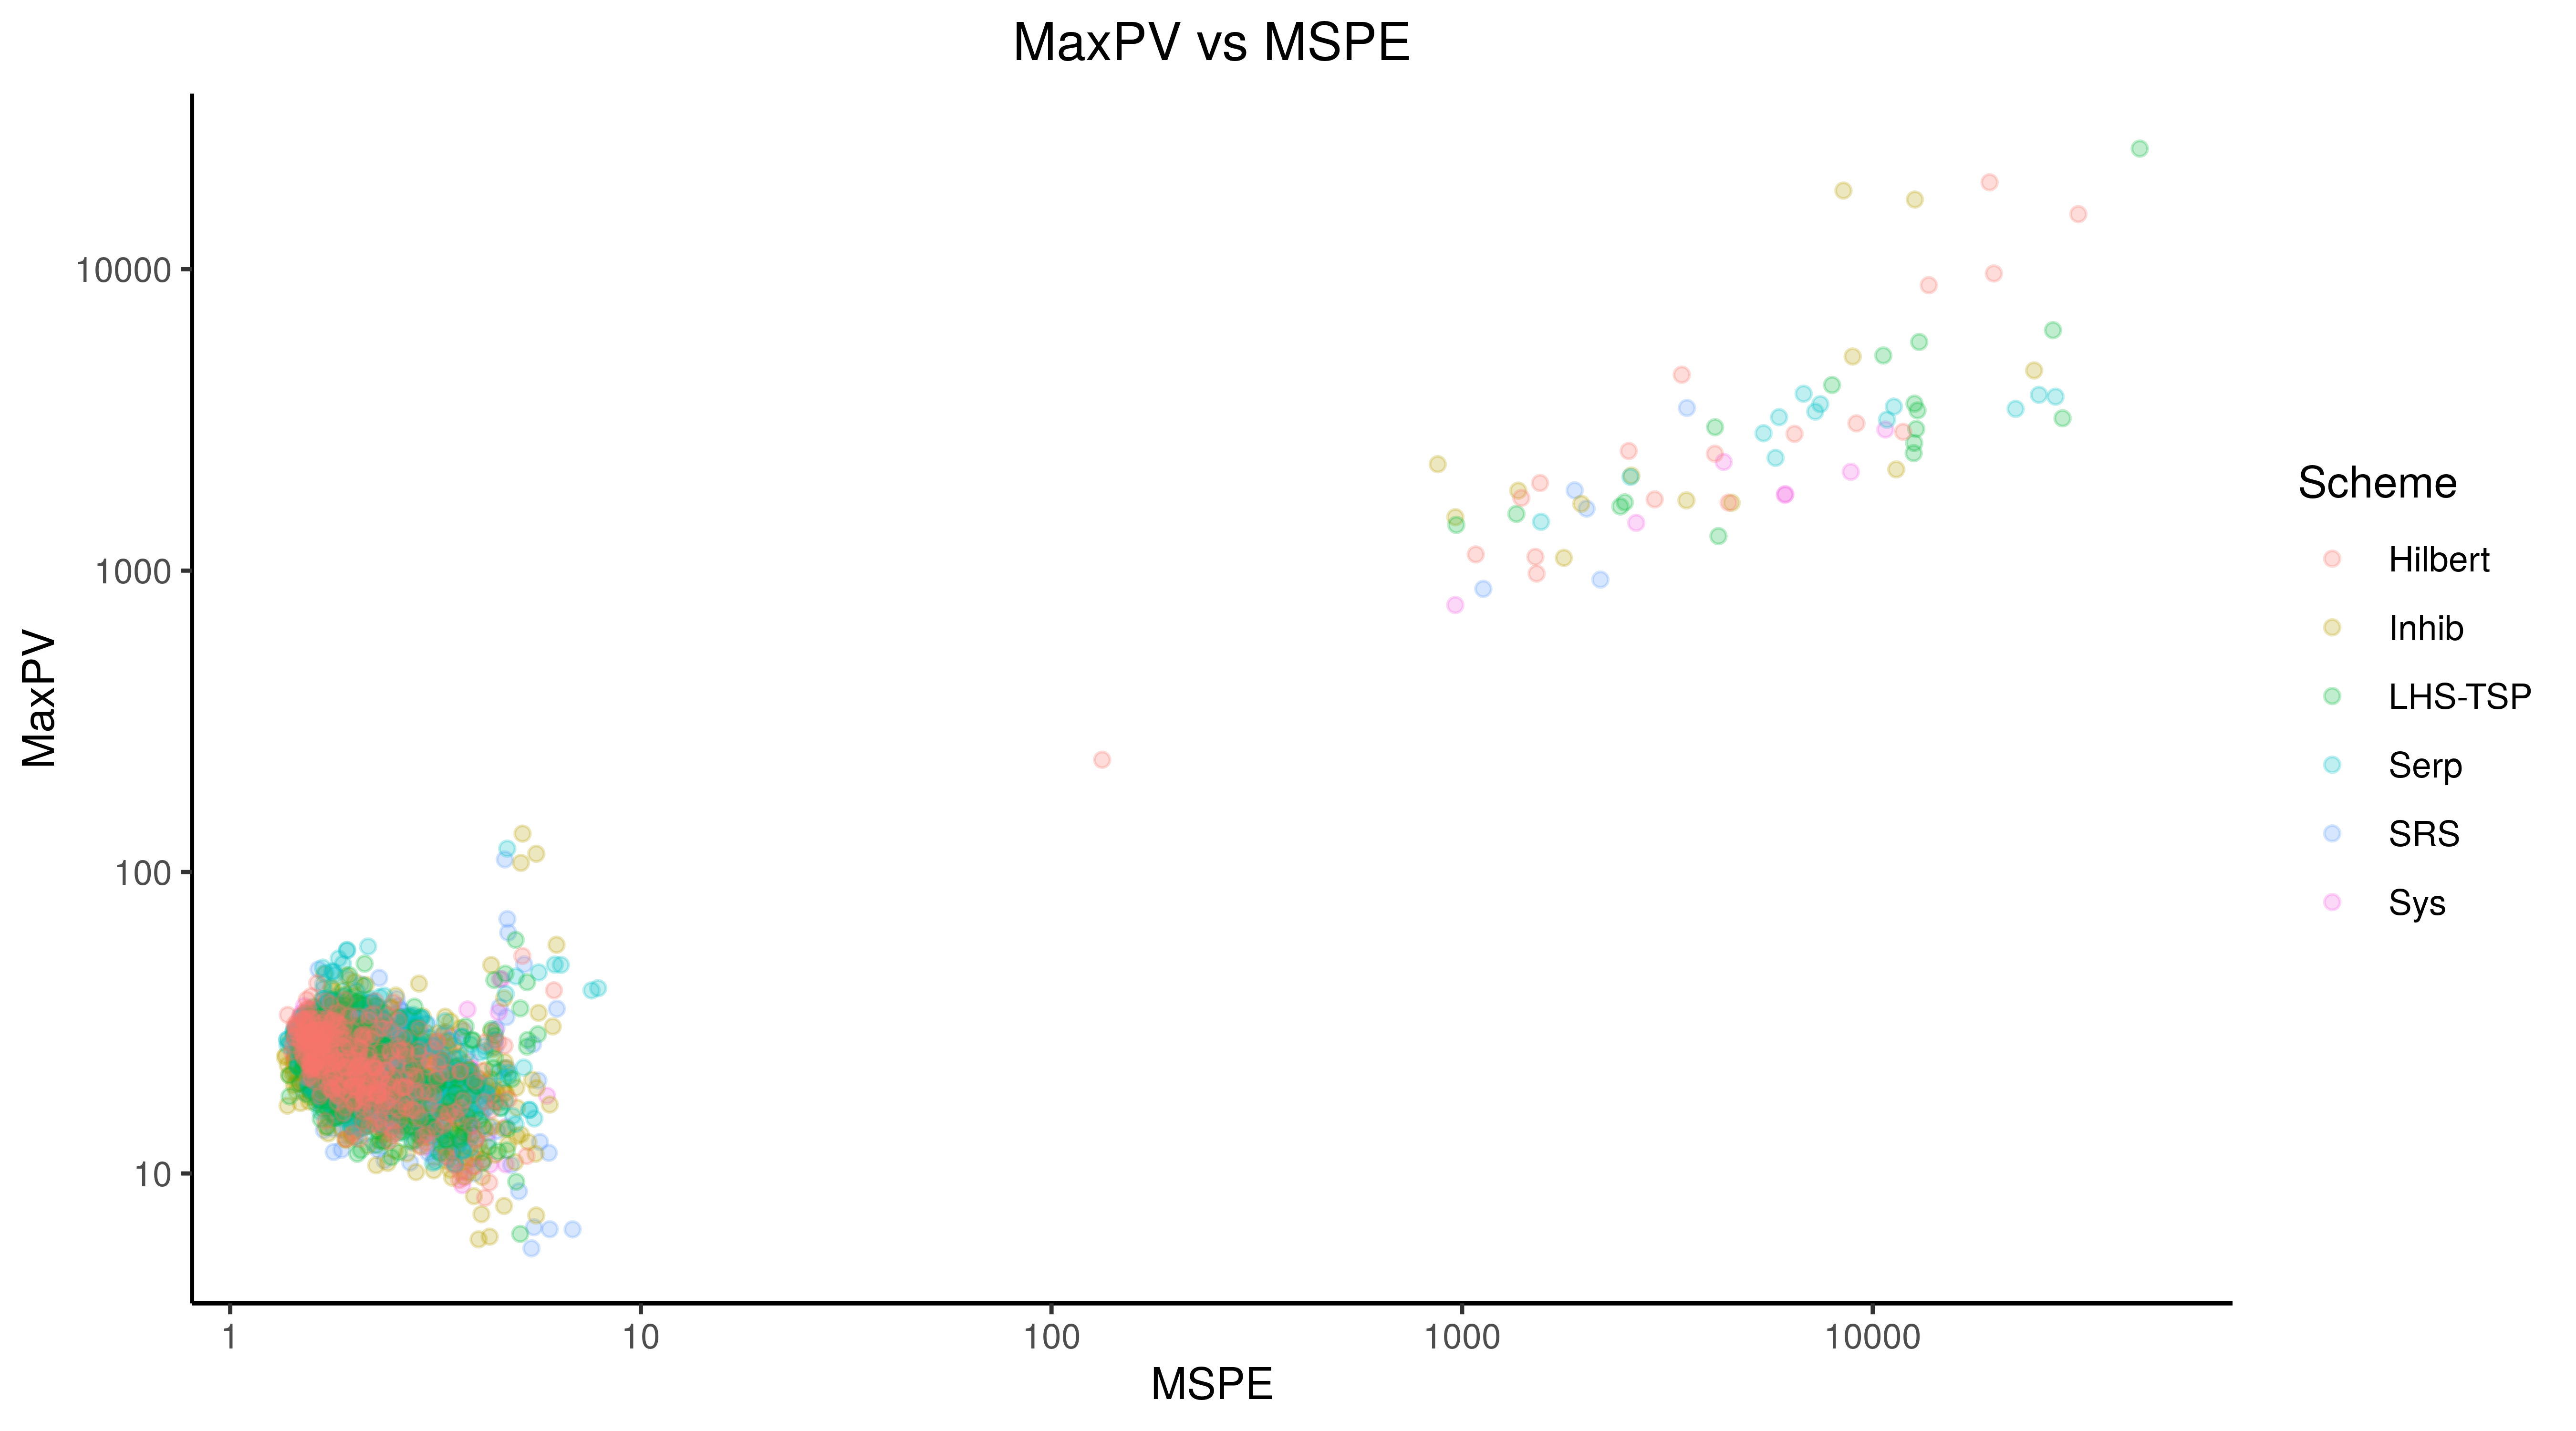 MaxPV vs MSPE
MaxPV
10000
1000
100
10
1
10
100
1000
10000
MSPE
Scheme
Hilbert
Inhib
LHS-TSP
Serp
SRS
Sys